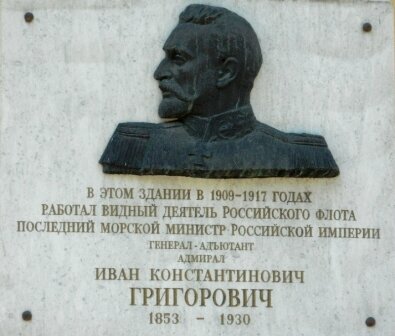 В ЭТОМ ЗДАНИИ В 1909-1917 ГОДАХ
РАБОТАЛ ВИДНЫЙ ДЕЯТЕЛЬ РОССИЙСКОГО ФЛОТА
ПОСЛЕДНИЙ МОРСКОЙ МИНИСТР РОССИЙСКОЙ ИМПЕРИИ
ГЕНЕРАЛ-АДЪЮТАНТ
АДМИРАЛ
ИВАН КОНСТАНТИНОВИЧ
ГРИГОРОВИЧ
1853 - 1930